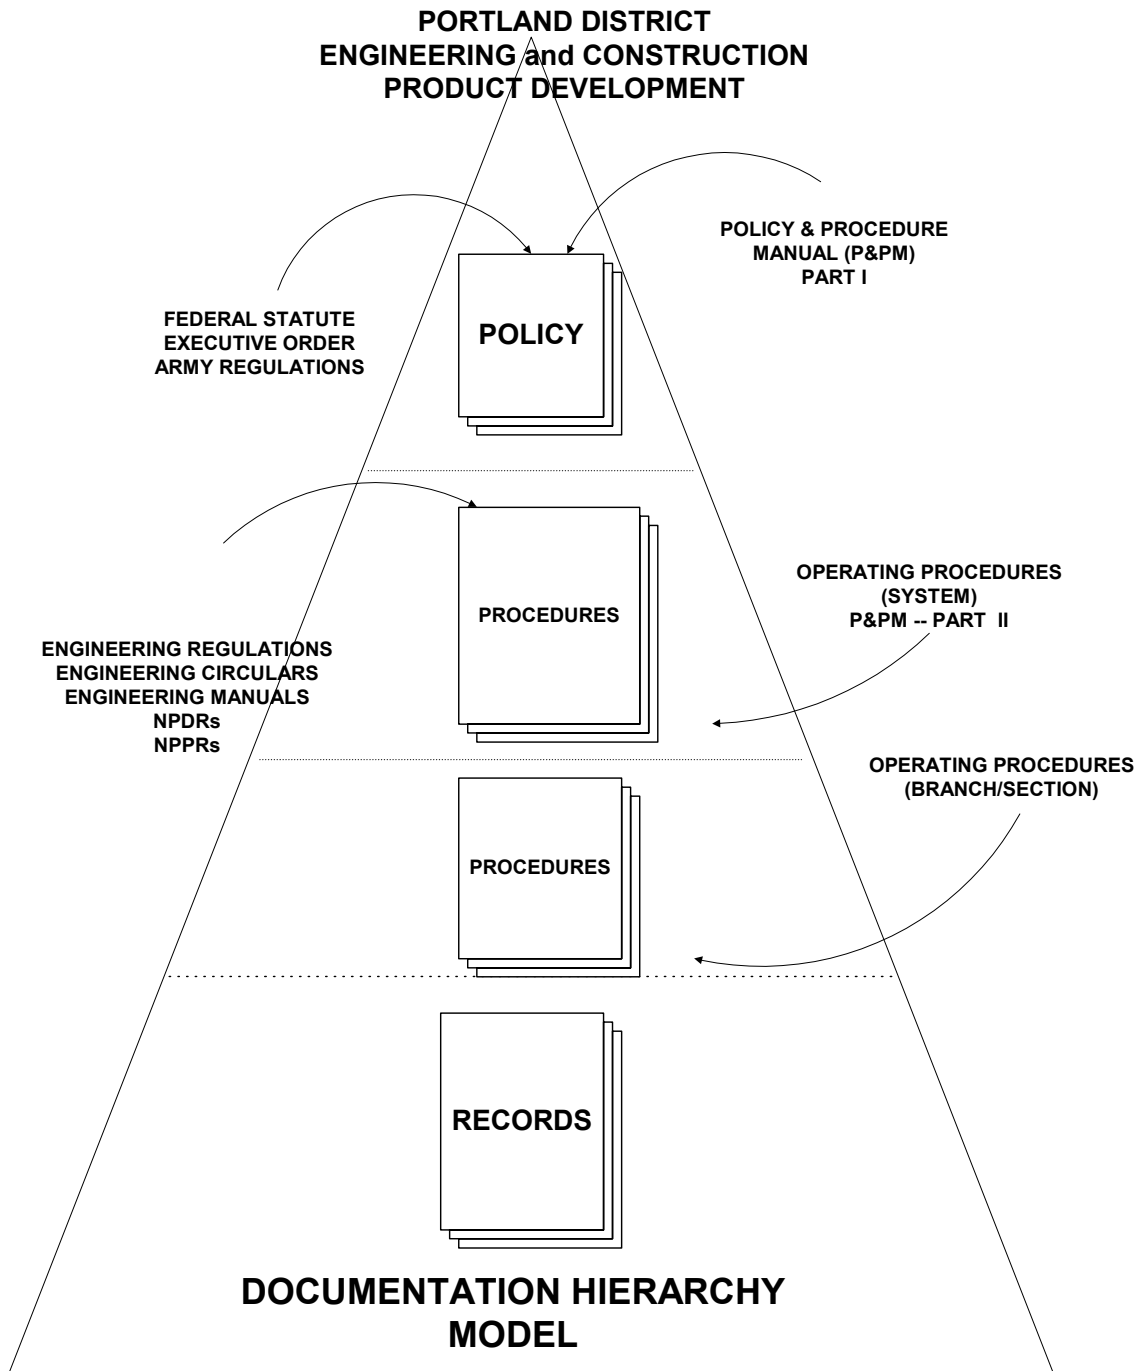 PORTLAND DISTRICT
ENGINEERING and CONSTRUCTION
PRODUCT DEVELOPMENT
POLICY & PROCEDURE
MANUAL (P&PM)
PART I
FEDERAL STATUTE
EXECUTIVE ORDER
ARMY REGULATIONS
POLICY
PROCEDURES
OPERATING PROCEDURES
(SYSTEM)
P&PM -- PART II
ENGINEERING REGULATIONS
ENGINEERING CIRCULARS
ENGINEERING MANUALS
NPDRs
NPPRs
OPERATING PROCEDURES
(BRANCH/SECTION)
PROCEDURES
RECORDS
DOCUMENTATION HIERARCHY
MODEL